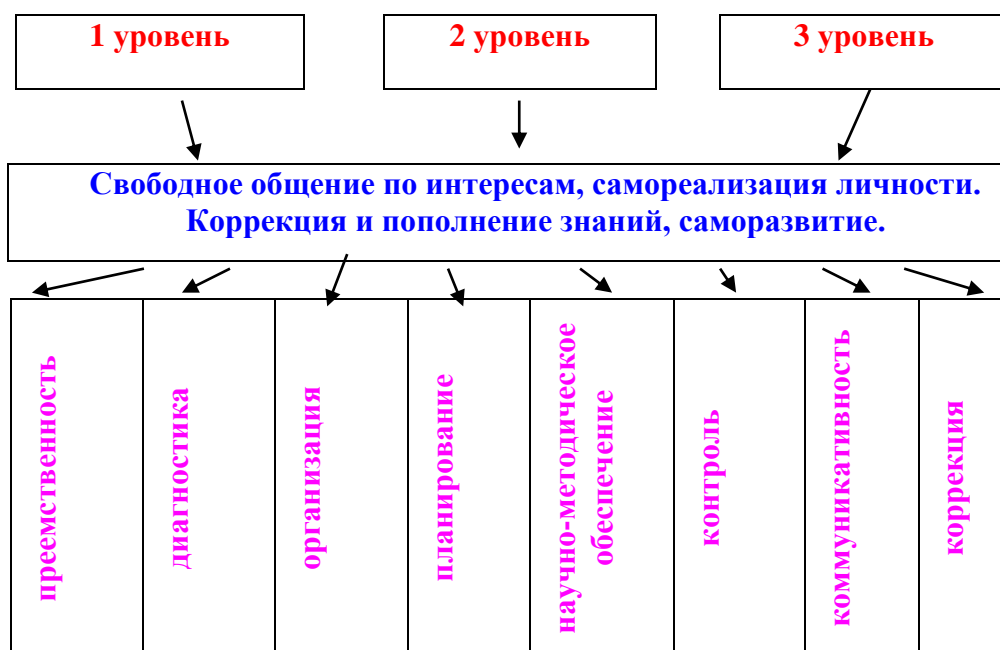 1 уровень
2 уровень
3 уровень
Свободное общение по интересам, самореализация личности.
Коррекция и пополнение знаний, саморазвитие.
преемственность
диагностика
организация
планирование
научно-методическое
обеспечение
контроль
коммуникативность
коррекция